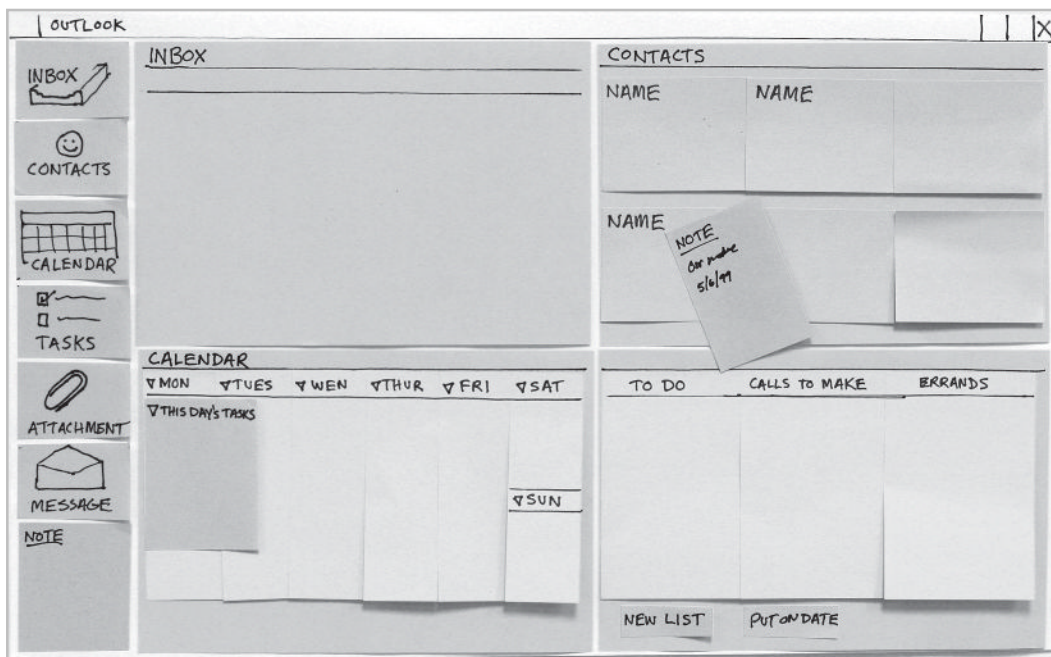 OUTLOOK
X
INBOX
CONTACTS
CALENDAR
TASKS
ATTACHMENT
MESSAGE
NOTE
INBOX
CONTACTS
NAME NAME
NAME
NOTE
5/6/99
CALENDAR
MON TUES WEN THUR FRI SAT
THIS DAY'S TASKS
SUN
TO DO CALLS TO MAKE ERRANDS
NEW LIST PUT ON DATE